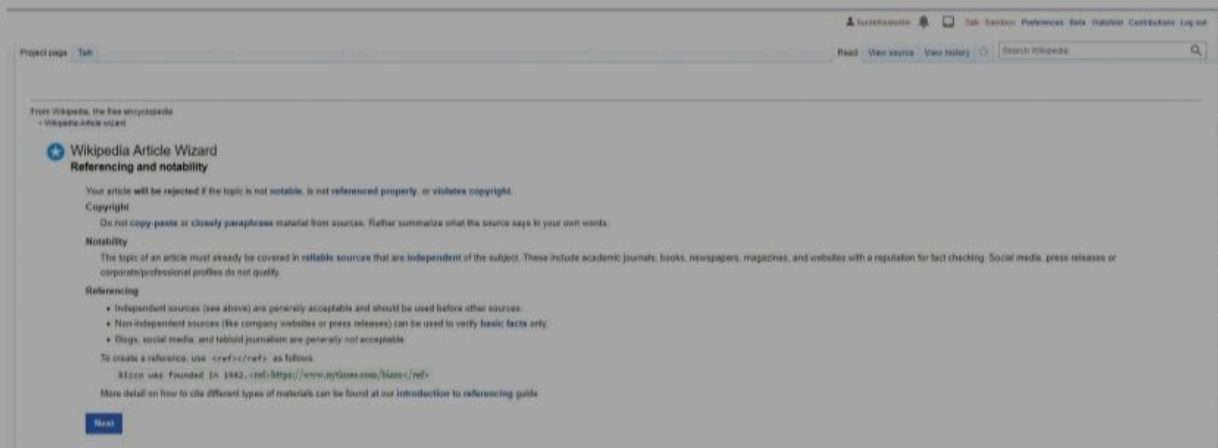 Talk Sandbox Preferences Beta Watchlist Contributions Log out
Project page Talk
Read View source View history Search Wikipedia
From Wikipedia, the free encyclopedia
< Wikipedia:Article wizard
Wikipedia Article Wizard
Referencing and notability
Your article will be rejected if the topic is not notable, is not referenced properly, or violates copyright.
Copyright
Do not copy-paste or closely paraphrase material from sources. Rather summarize what the source says in your own words.
Notability
The topic of an article must already be covered in reliable sources that are independent of the subject. These include academic journals, books, newspapers, magazines, and websites with a reputation for fact checking. Social media, press releases or
corporate/professional profiles do not qualify.
Referencing
• Independent sources (see above) are generally acceptable and should be used before other sources.
• Non-independent sources (like company websites or press releases) can be used to verify basic facts only.
• Blogs, social media, and tabloid journalism are generally not acceptable.
To create a reference, use <ref></ref> as follows
was founded in 1942.<ref>https://www.nytimes.com/</ref>
More detail on how to cite different types of materials can be found at our introduction to referencing guide
Next